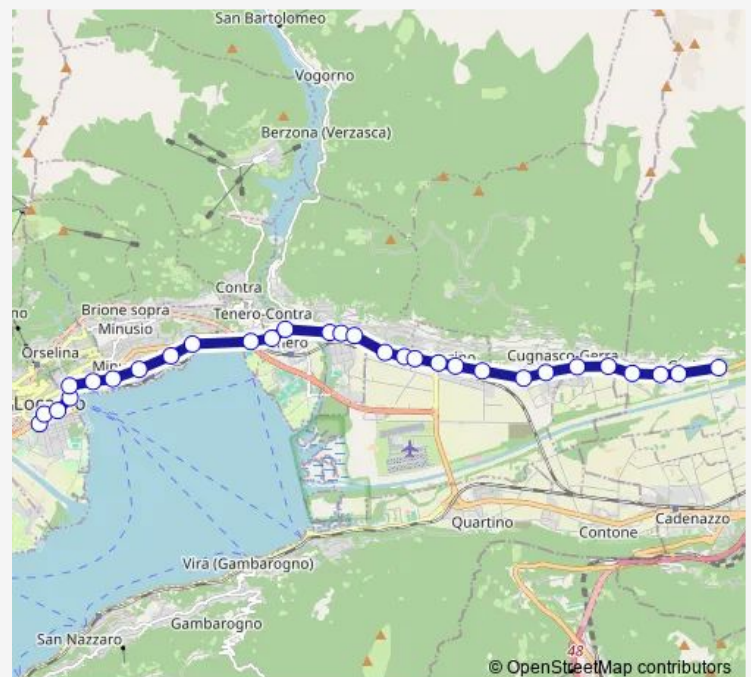 San Bartolomeo
Vogorno
Berzona (Verzasca)
Contra
Brione sopra
Minusio
Tenero-Contra
Orselina
Cugnasco-Gerra
Quartino
Cadenazzo
Contone
Vira (Gambarogno)
Gambarogno
San Nazzaro
48
© OpenStreetMap contributors